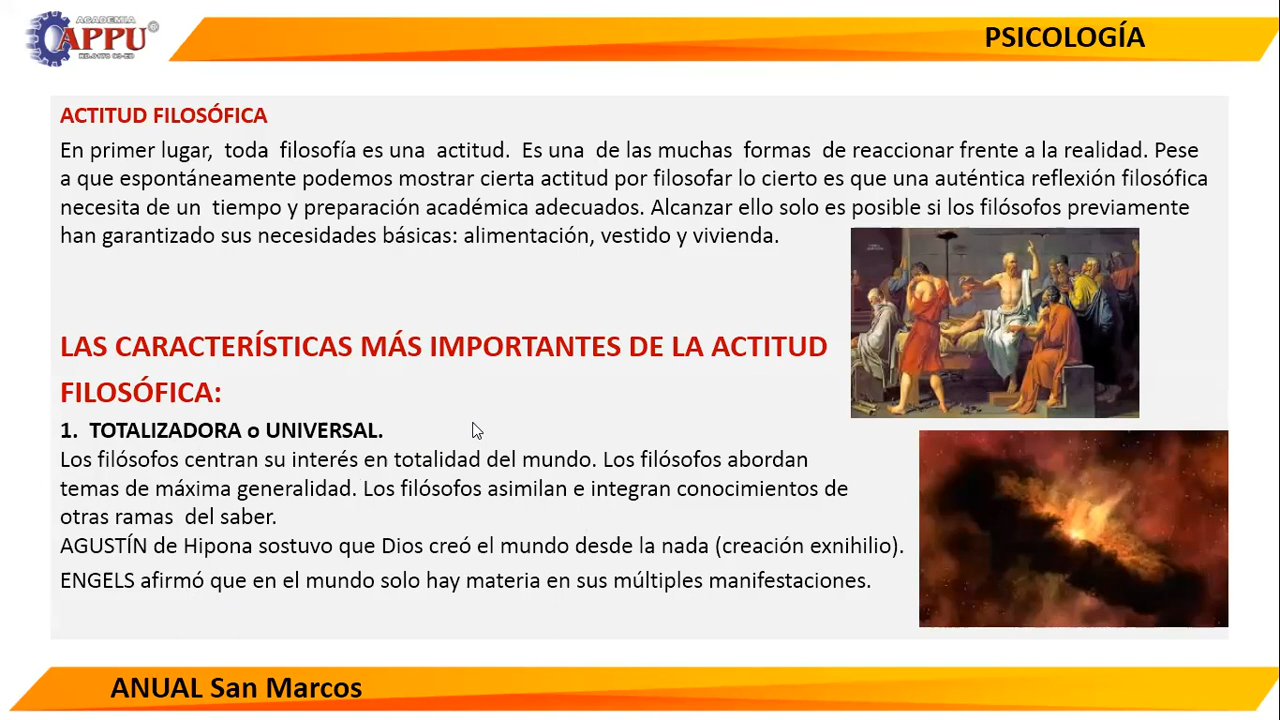 ACADEMIA
APPU
PSICOLOGÍA
ACTITUD FILOSÓFICA
En primer lugar, toda filosofía es una actitud. Es una de las muchas formas de reaccionar frente a la realidad. Pese
a que espontáneamente podemos mostrar cierta actitud por filosofar lo cierto es que una auténtica reflexión filosófica
necesita de un tiempo y preparación académica adecuados. Alcanzar ello solo es posible si los filósofos previamente
han garantizado sus necesidades básicas: alimentación, vestido y vivienda.
LAS CARACTERÍSTICAS MÁS IMPORTANTES DE LA ACTITUD
FILOSÓFICA:
1. TOTALIZADORA o UNIVERSAL.
Los filósofos centran su interés en totalidad del mundo. Los filósofos abordan
temas de máxima generalidad. Los filósofos asimilan e integran conocimientos de
otras ramas del saber.
AGUSTÍN de Hipona sostuvo que Dios creó el mundo desde la nada (creación exnihilio).
ENGELS afirmó que en el mundo solo hay materia en sus múltiples manifestaciones.
ANUAL San Marcos